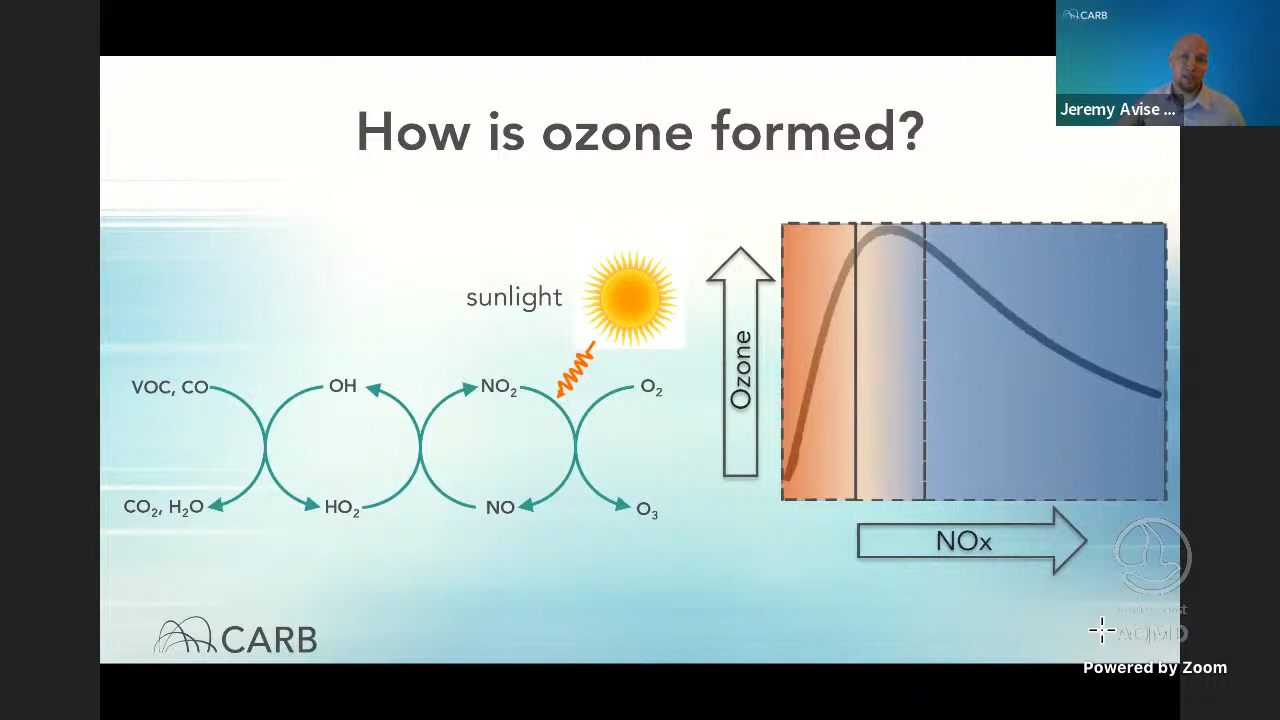 CARB
Jeremy Avise ...
How is ozone formed?
sunlight
VOC, CO
OH
NO₂
O₂
CO₂, H₂O
HO₂
NO
O₃
Ozone
NOx
CARB
AQMD
Powered by Zoom